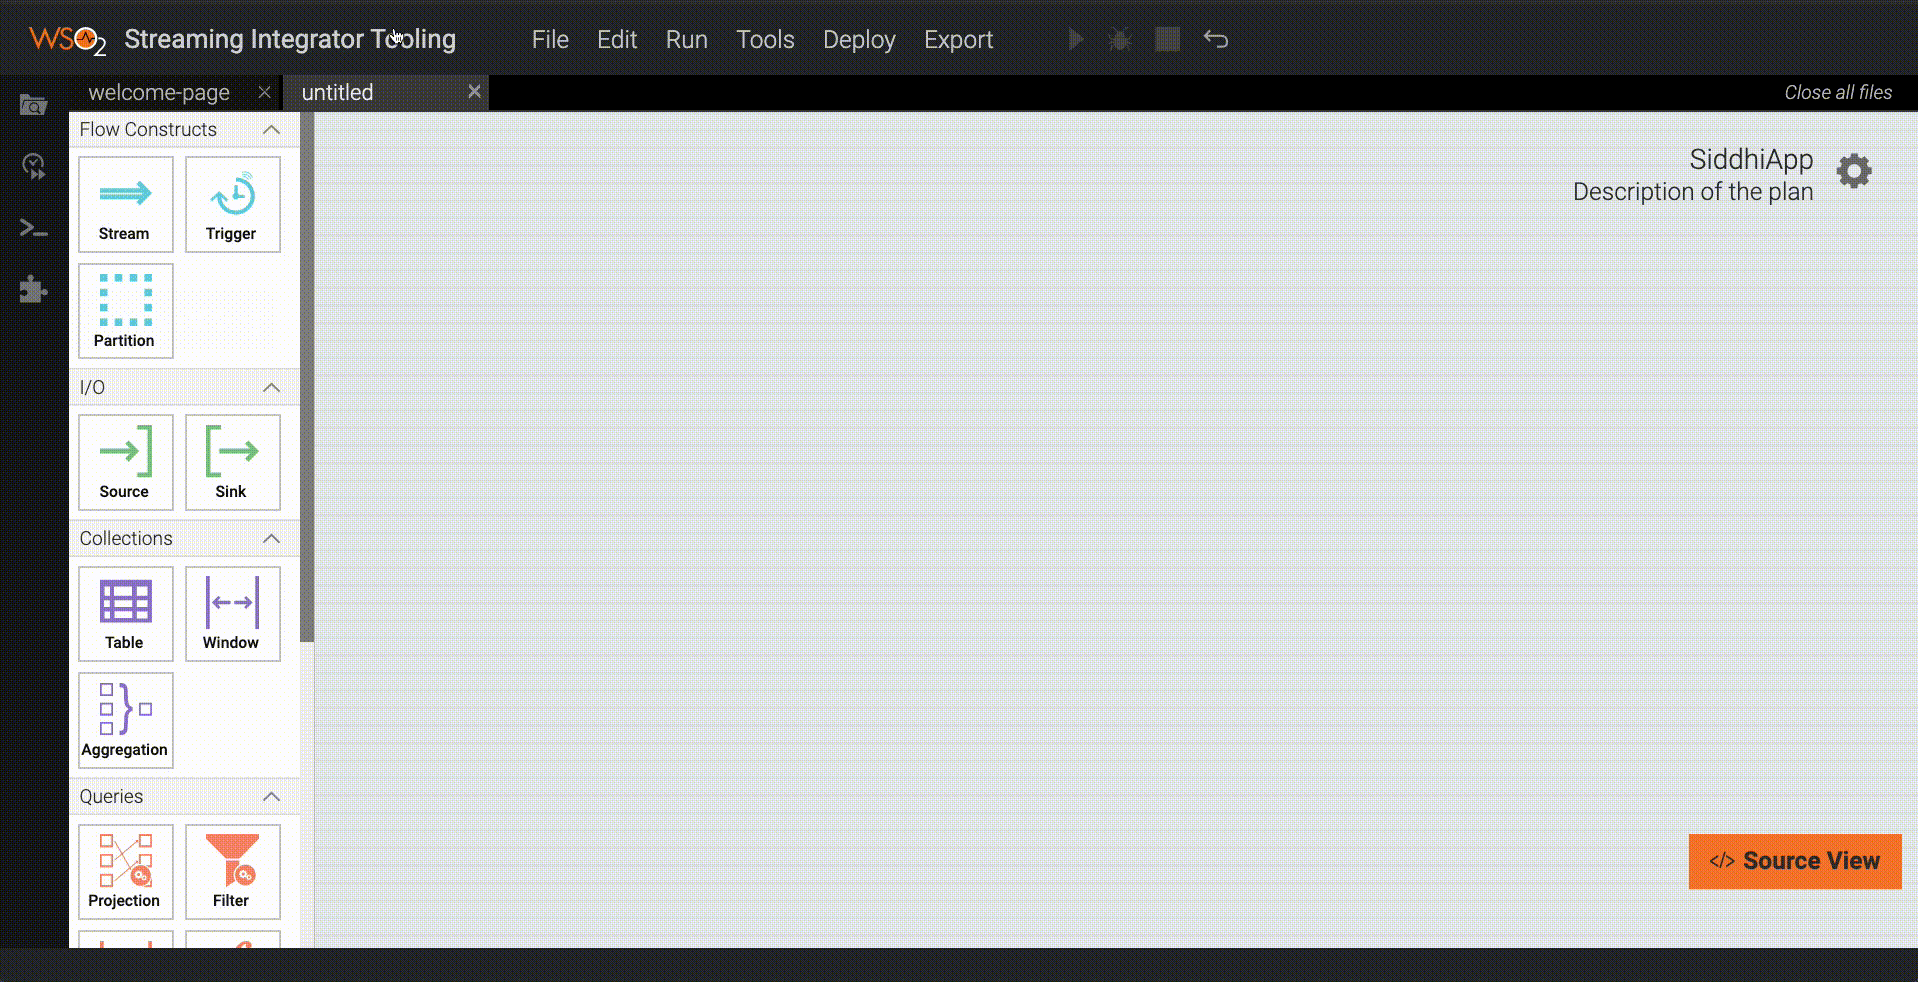 WSO2 Streaming Integrator Tooling File Edit Run Tools Deploy Export
welcome-page untitled Close all files
Flow Constructs
Stream Trigger
Partition
I/O
Source Sink
Collections
Table Window
Aggregation
Queries
Projection Filter
SiddhiApp
Description of the plan
</> Source View